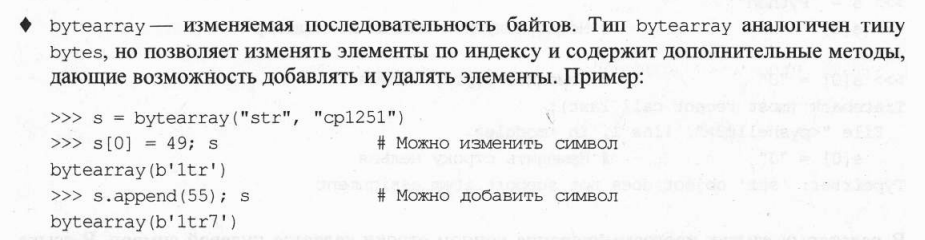 ♦ bytearray — изменяемая последовательность байтов. Тип bytearray аналогичен типу
bytes, но позволяет изменять элементы по индексу и содержит дополнительные методы,
дающие возможность добавлять и удалять элементы. Пример:
>>> s = bytearray("str", "cp1251")
>>> s[0] = 49; s # Можно изменить символ
bytearray(b'1tr')
>>> s.append(55); s # Можно добавить символ
bytearray(b'1tr7')